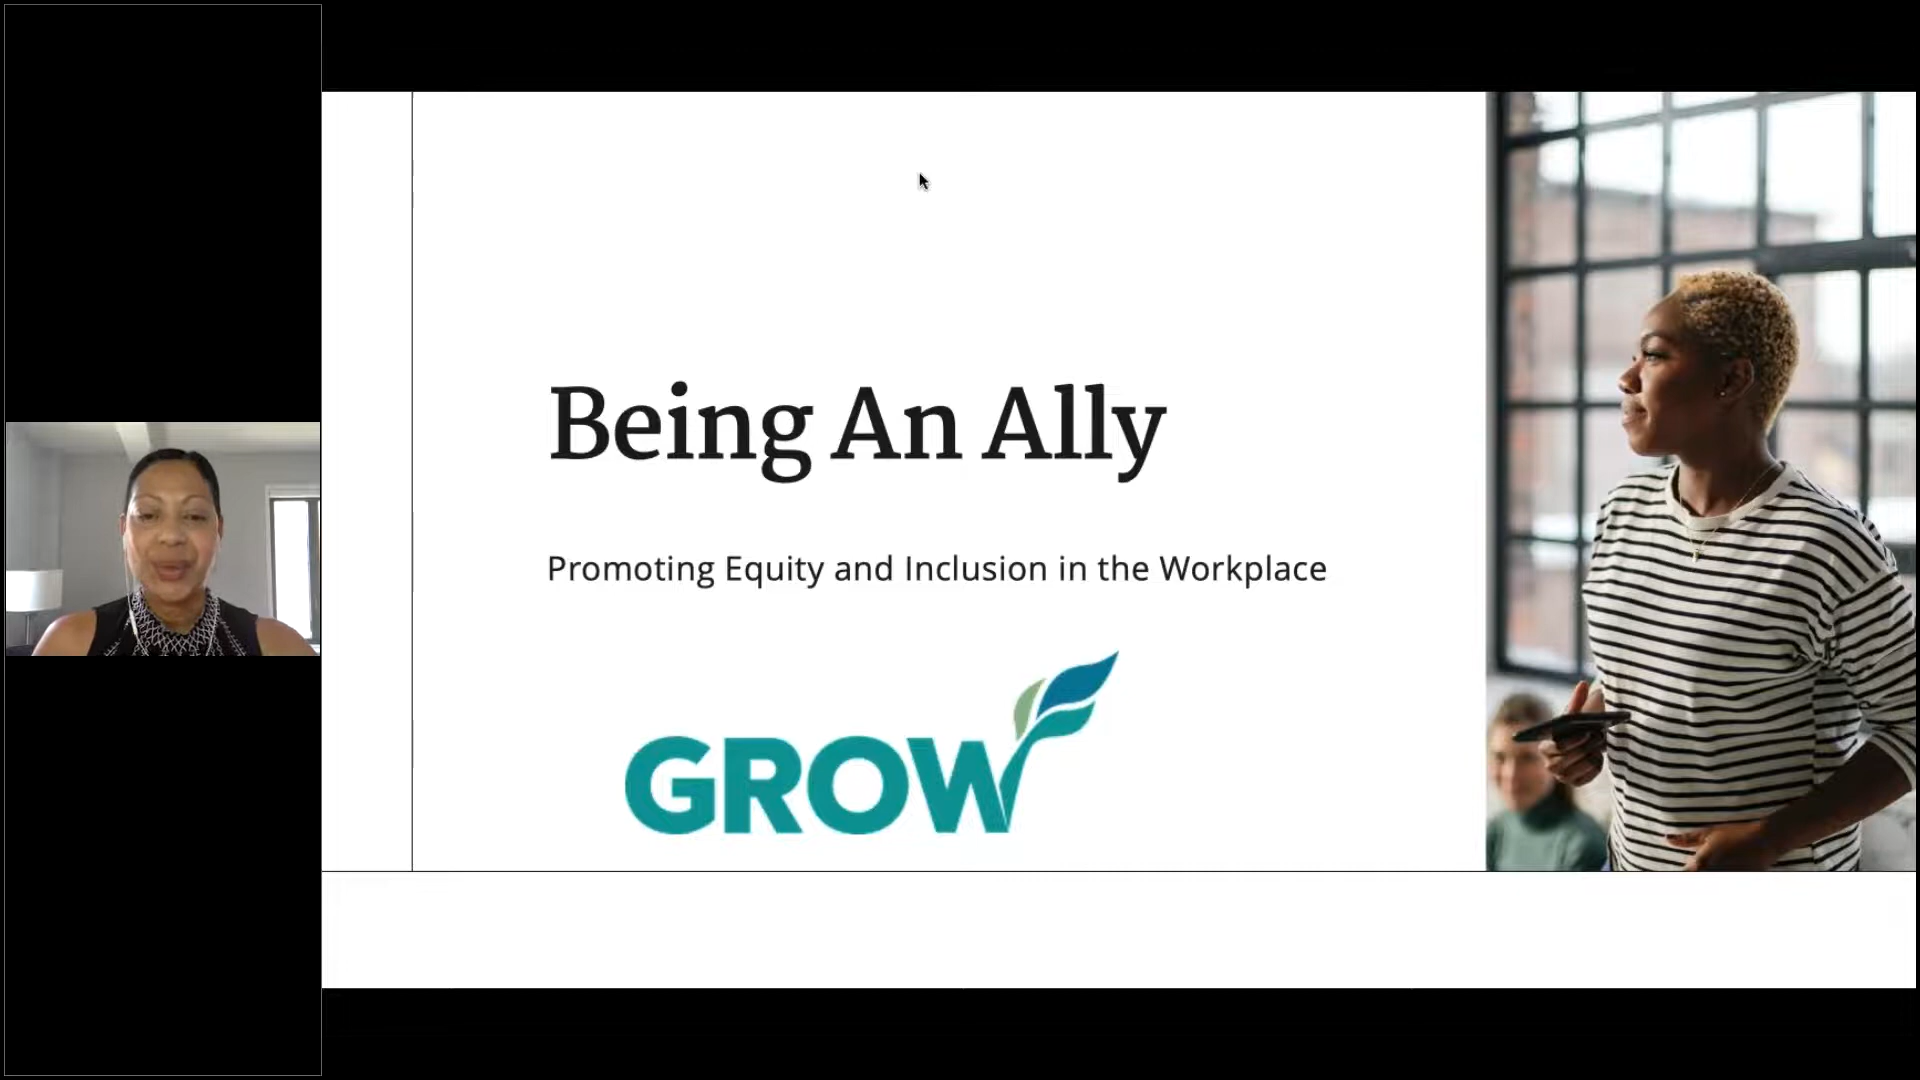 Being An Ally
Promoting Equity and Inclusion in the Workplace
GROW